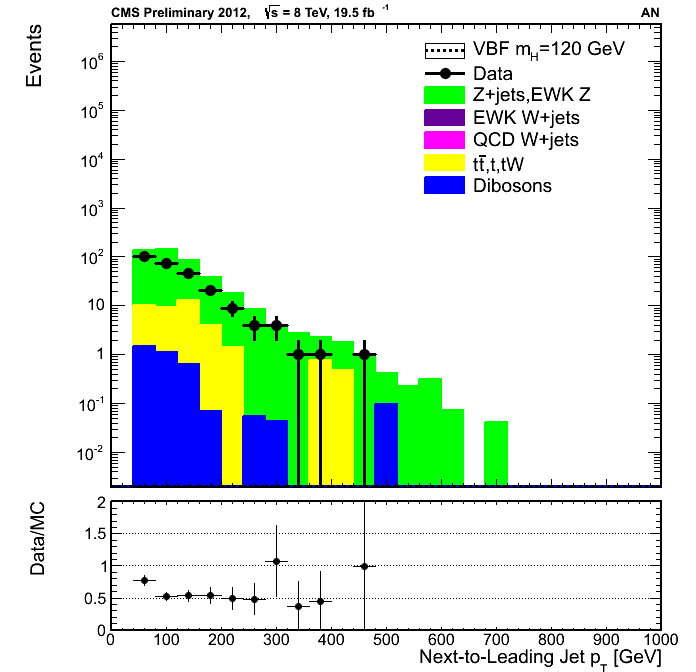 CMS Preliminary 2012, √s = 8 TeV, 19.5 fb⁻¹ AN
Events
VBF m_H=120 GeV
Data
Z+jets,EWK Z
EWK W+jets
QCD W+jets
tt̄,t,tW
Dibosons
10⁶
10⁵
10⁴
10³
10²
10
1
10⁻¹
10⁻²
Data/MC
2
1.5
1
0.5
0
0 100 200 300 400 500 600 700 800 900 1000
Next-to-Leading Jet p_T [GeV]